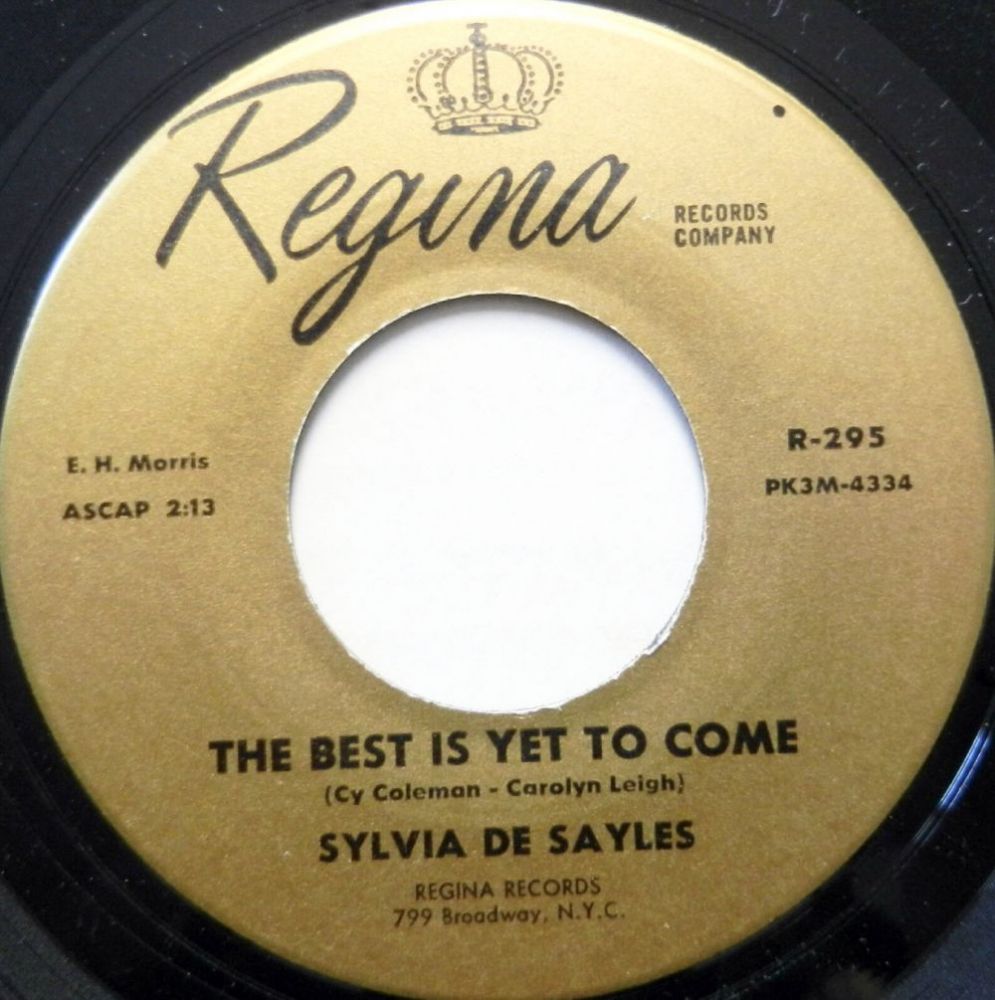 Regina
RECORDS
COMPANY
R-295
E. H. Morris
PK3M-4334
ASCAP 2:13
THE BEST IS YET TO COME
(Cy Coleman - Carolyn Leigh)
SYLVIA DE SAYLES
REGINA RECORDS
799 Broadway, N.Y.C.